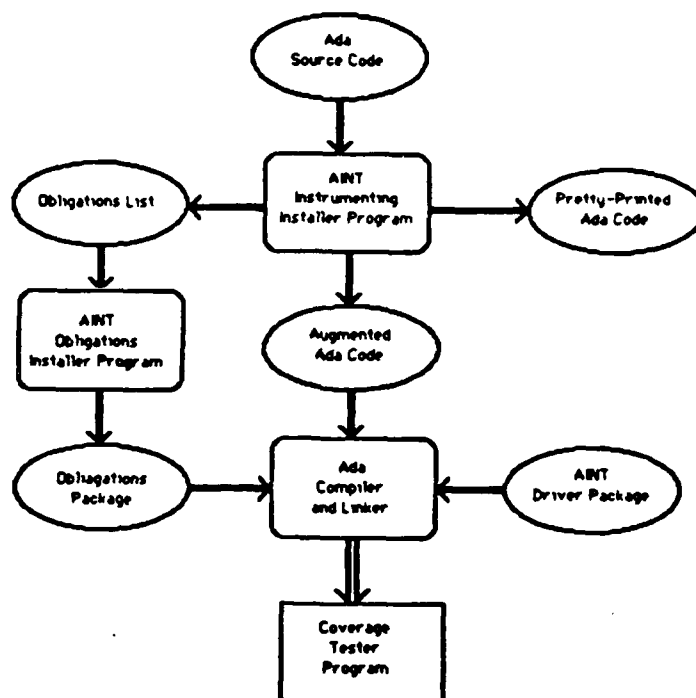 Ada
Source Code
Obligations List
AINT
Instrumenting
Installer Program
Pretty-Printed
Ada Code
AINT
Obligations
Installer Program
Augmented
Ada Code
Obliagations
Package
Ada
Compiler
and Linker
AINT
Driver Package
Coverage
Tester
Program